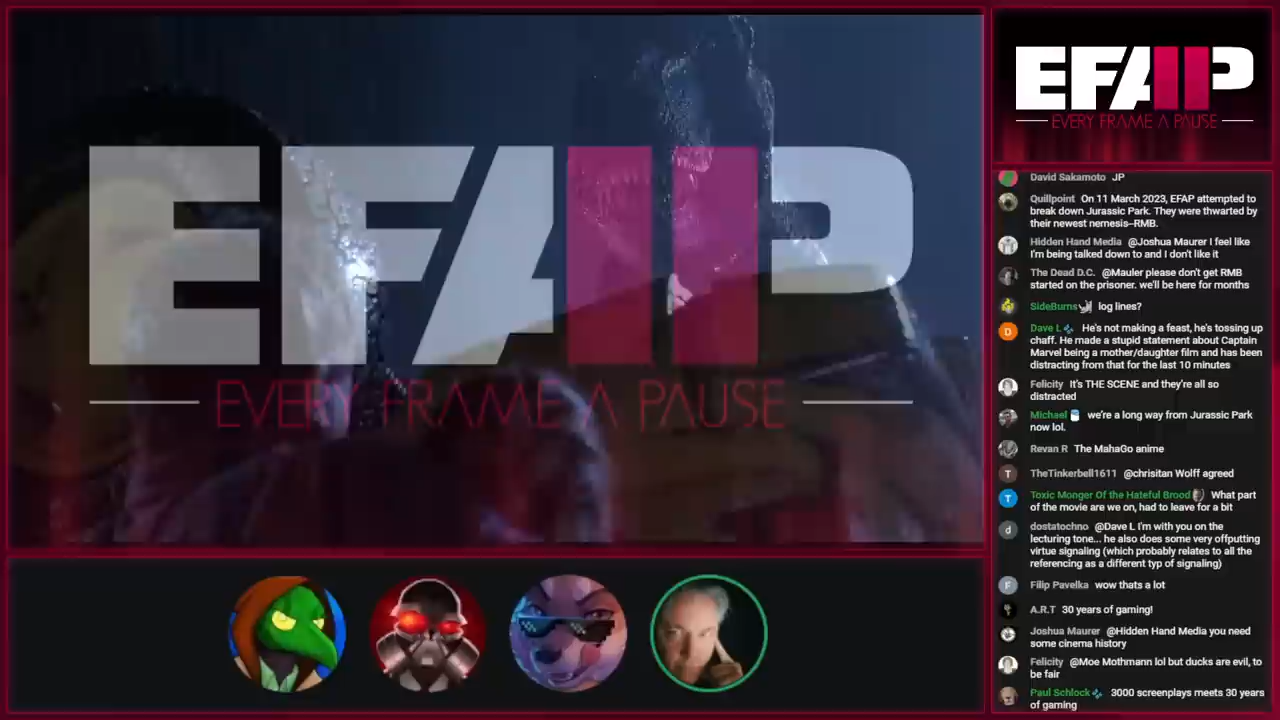 EFAP
EVERY FRAME A PAUSE
EFAP
EVERY FRAME A PAUSE
David Sakamoto JP
Quillpoint On 11 March 2023, EFAP attempted to
break down Jurassic Park. They were thwarted by
their newest nemesis--RMB.
Hidden Hand Media @Joshua Maurer I feel like
I'm being talked down to and I don't like it
The Dead D.C. @Mauler please don't get RMB
started on the prisoner. we'll be here for months
SideBurns log lines?
Dave L He's not making a feast, he's tossing up
chaff. He made a stupid statement about Captain
Marvel being a mother/daughter film and has been
distracting from that for the last 10 minutes
Felicity It's THE SCENE and they're all so
distracted
Michael we're a long way from Jurassic Park
now lol.
Revan R The MahaGo anime
T
TheTinkerbell1611 @chrisitan Wolff agreed
T
Toxic Monger Of the Hateful Brood What part
of the movie are we on, had to leave for a bit
d
dostatochno @Dave L I'm with you on the
lecturing tone... he also does some very offputting
virtue signaling (which probably relates to all the
referencing as a different typ of signaling)
F
Filip Pavelka wow thats a lot
A.R.T 30 years of gaming!
Joshua Maurer @Hidden Hand Media you need
some cinema history
Felicity @Moe Mothmann lol but ducks are evil, to
be fair
Paul Schlock 3000 screenplays meets 30 years
of gaming
D